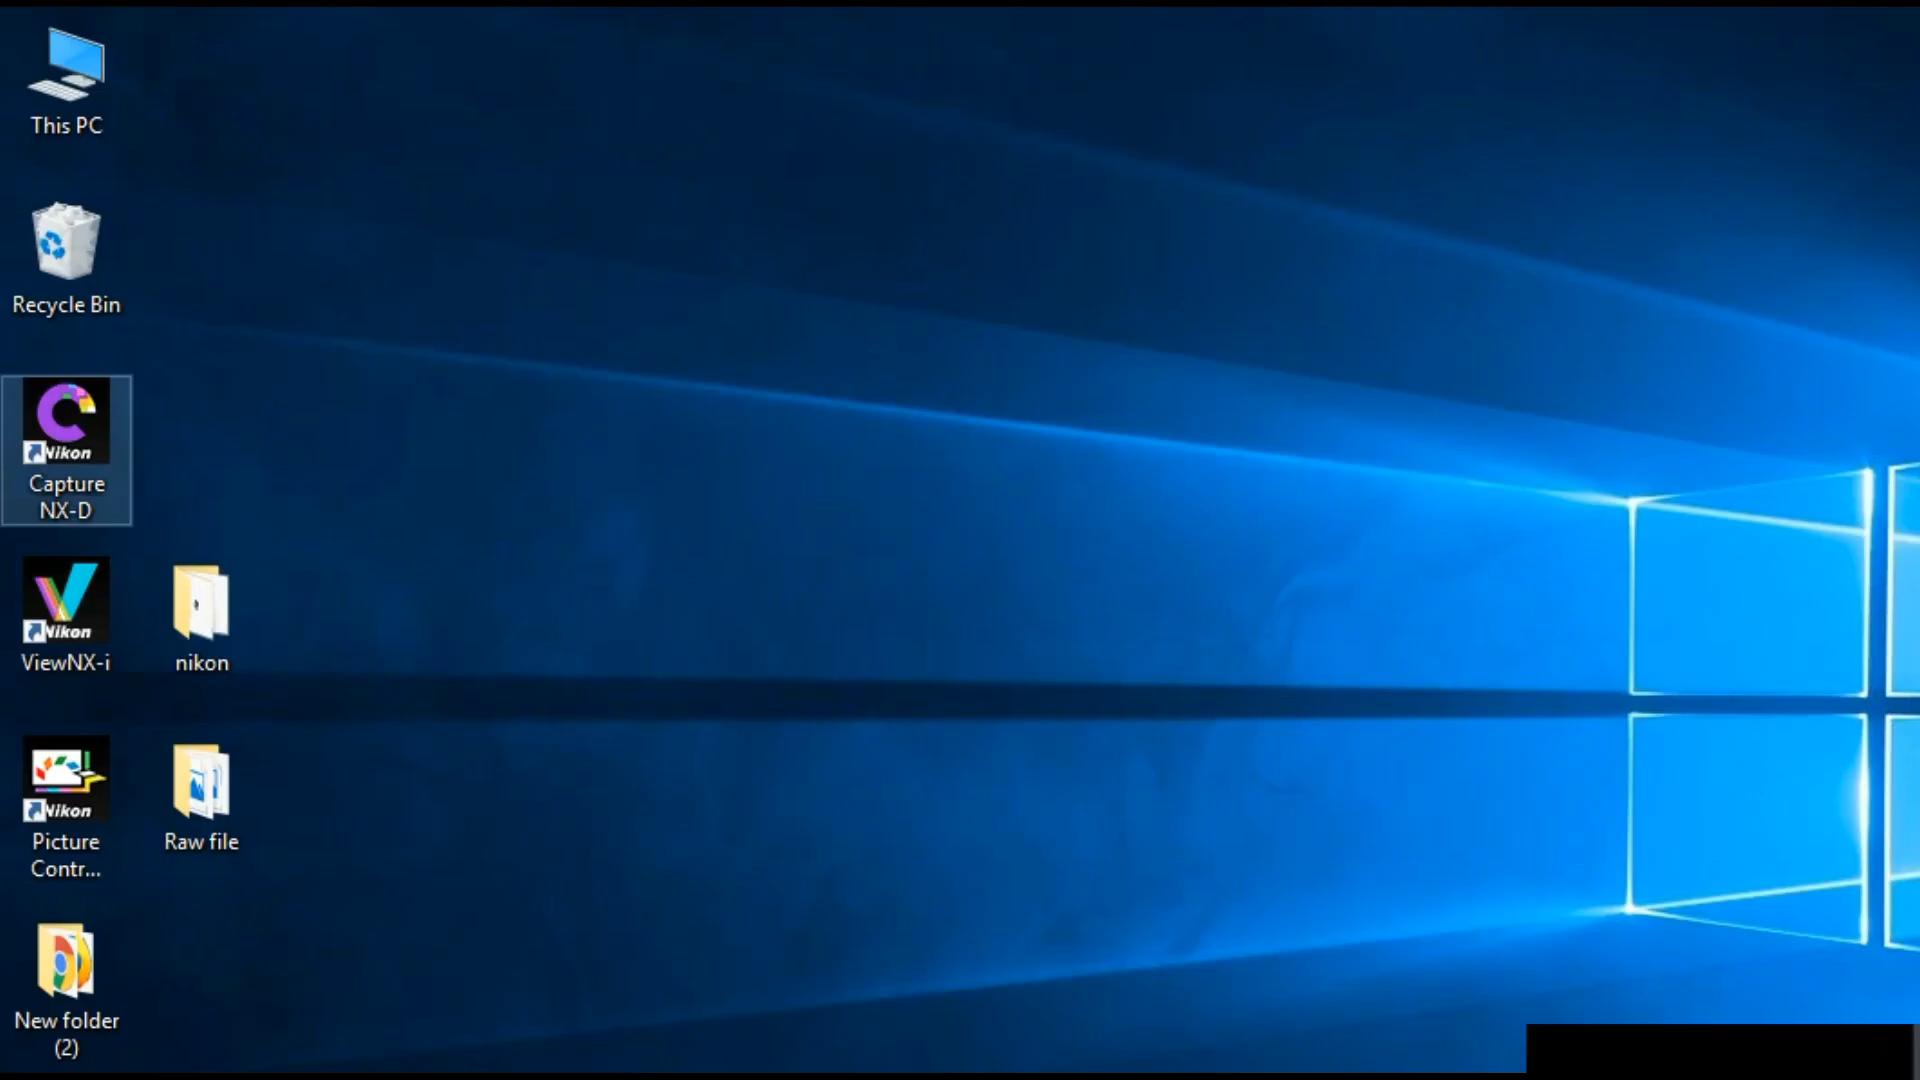 This PC
Recycle Bin
Nikon
Capture
NX-D
Nikon
ViewNX-i
nikon
Nikon
Picture
Contr...
Raw file
New folder
(2)